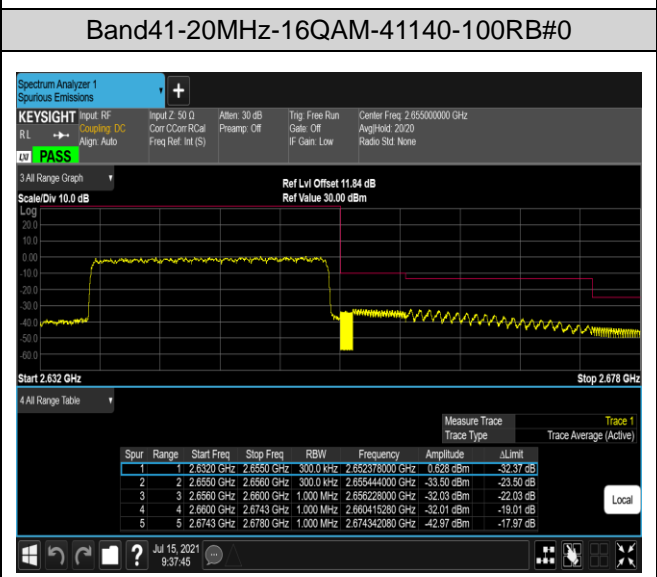 Band41-20MHz-16QAM-41140-100RB#0
Spectrum Analyzer 1
Spurious Emissions
KEYSIGHT Input: RF Input Z: 50 Ω Atten: 30 dB Trig: Free Run Center Freq: 2.655000000 GHz
RL Coupling: DC Corr CCorr RCal Preamp: Off Gate: Off Avg|Hold: 20/20
Align: Auto Freq Ref: Int (S) IF Gain: Low Radio Std: None
LXI PASS
3 All Range Graph
Ref Lvl Offset 11.84 dB
Scale/Div 10.0 dB Ref Value 30.00 dBm
Log
20.0
10.0
0.00
-10.0
-20.0
-30.0
-40.0
-50.0
-60.0
Start 2.632 GHz Stop 2.678 GHz
4 All Range Table
Measure Trace Trace 1
Trace Type Trace Average (Active)
Spur Range Start Freq Stop Freq RBW Frequency Amplitude ΔLimit
1 1 2.6320 GHz 2.6550 GHz 300.0 kHz 2.652378000 GHz 0.628 dBm -32.37 dB
2 2 2.6550 GHz 2.6560 GHz 300.0 kHz 2.655444000 GHz -33.50 dBm -23.50 dB
3 3 2.6560 GHz 2.6600 GHz 1.000 MHz 2.656228000 GHz -32.03 dBm -22.03 dB
4 4 2.6600 GHz 2.6743 GHz 1.000 MHz 2.660415280 GHz -32.01 dBm -19.01 dB
5 5 2.6743 GHz 2.6780 GHz 1.000 MHz 2.674342080 GHz -42.97 dBm -17.97 dB
Local
? Jul 15, 2021
9:37:45